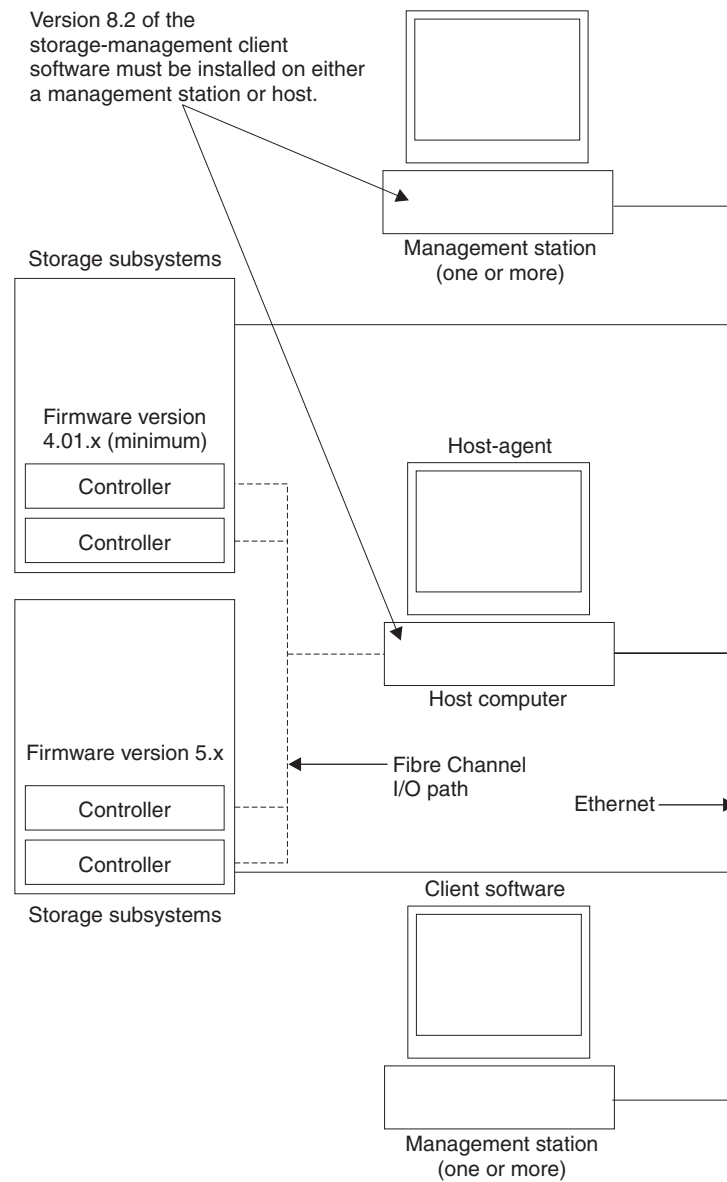 Version 8.2 of the
storage-management client
software must be installed on either
a management station or host.
Management station
(one or more)
Storage subsystems
Firmware version
4.01.x (minimum)
Controller
Controller
Host-agent
Host computer
Firmware version 5.x
Controller
Controller
Storage subsystems
Fibre Channel
I/O path
Ethernet
Client software
Management station
(one or more)